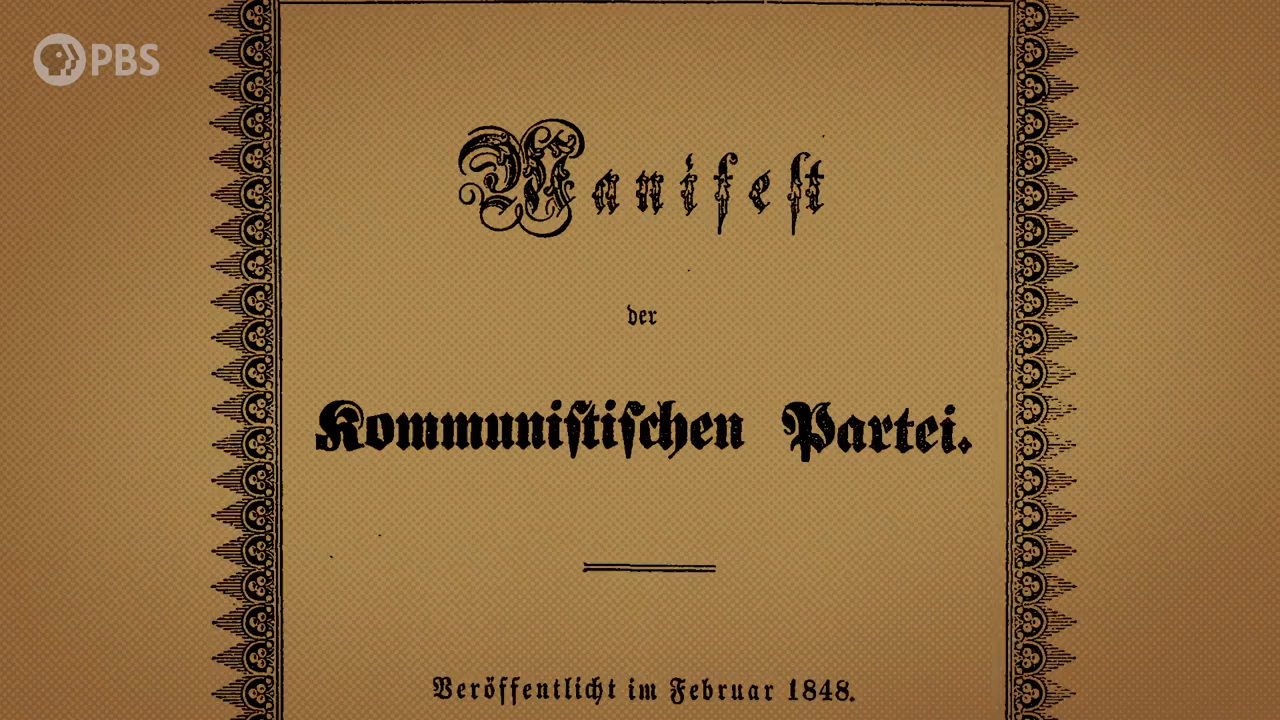 PBS
Manifest
der
Kommunistischen Partei.
Veröffentlicht im Februar 1848.